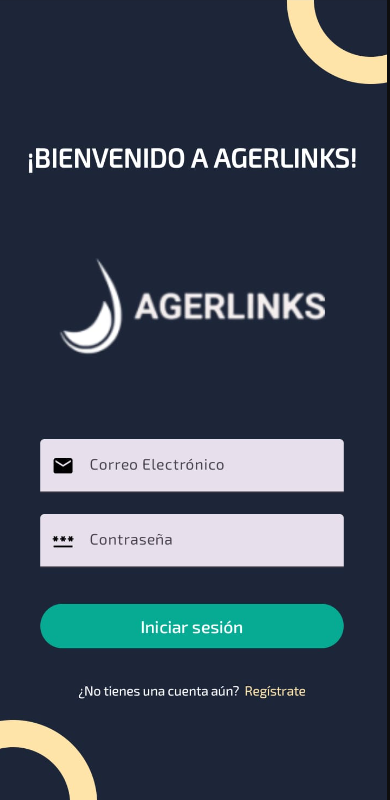 ¡BIENVENIDO A AGERLINKS!
AGERLINKS
Correo Electrónico
Contraseña
Iniciar sesión
¿No tienes una cuenta aún? Regístrate